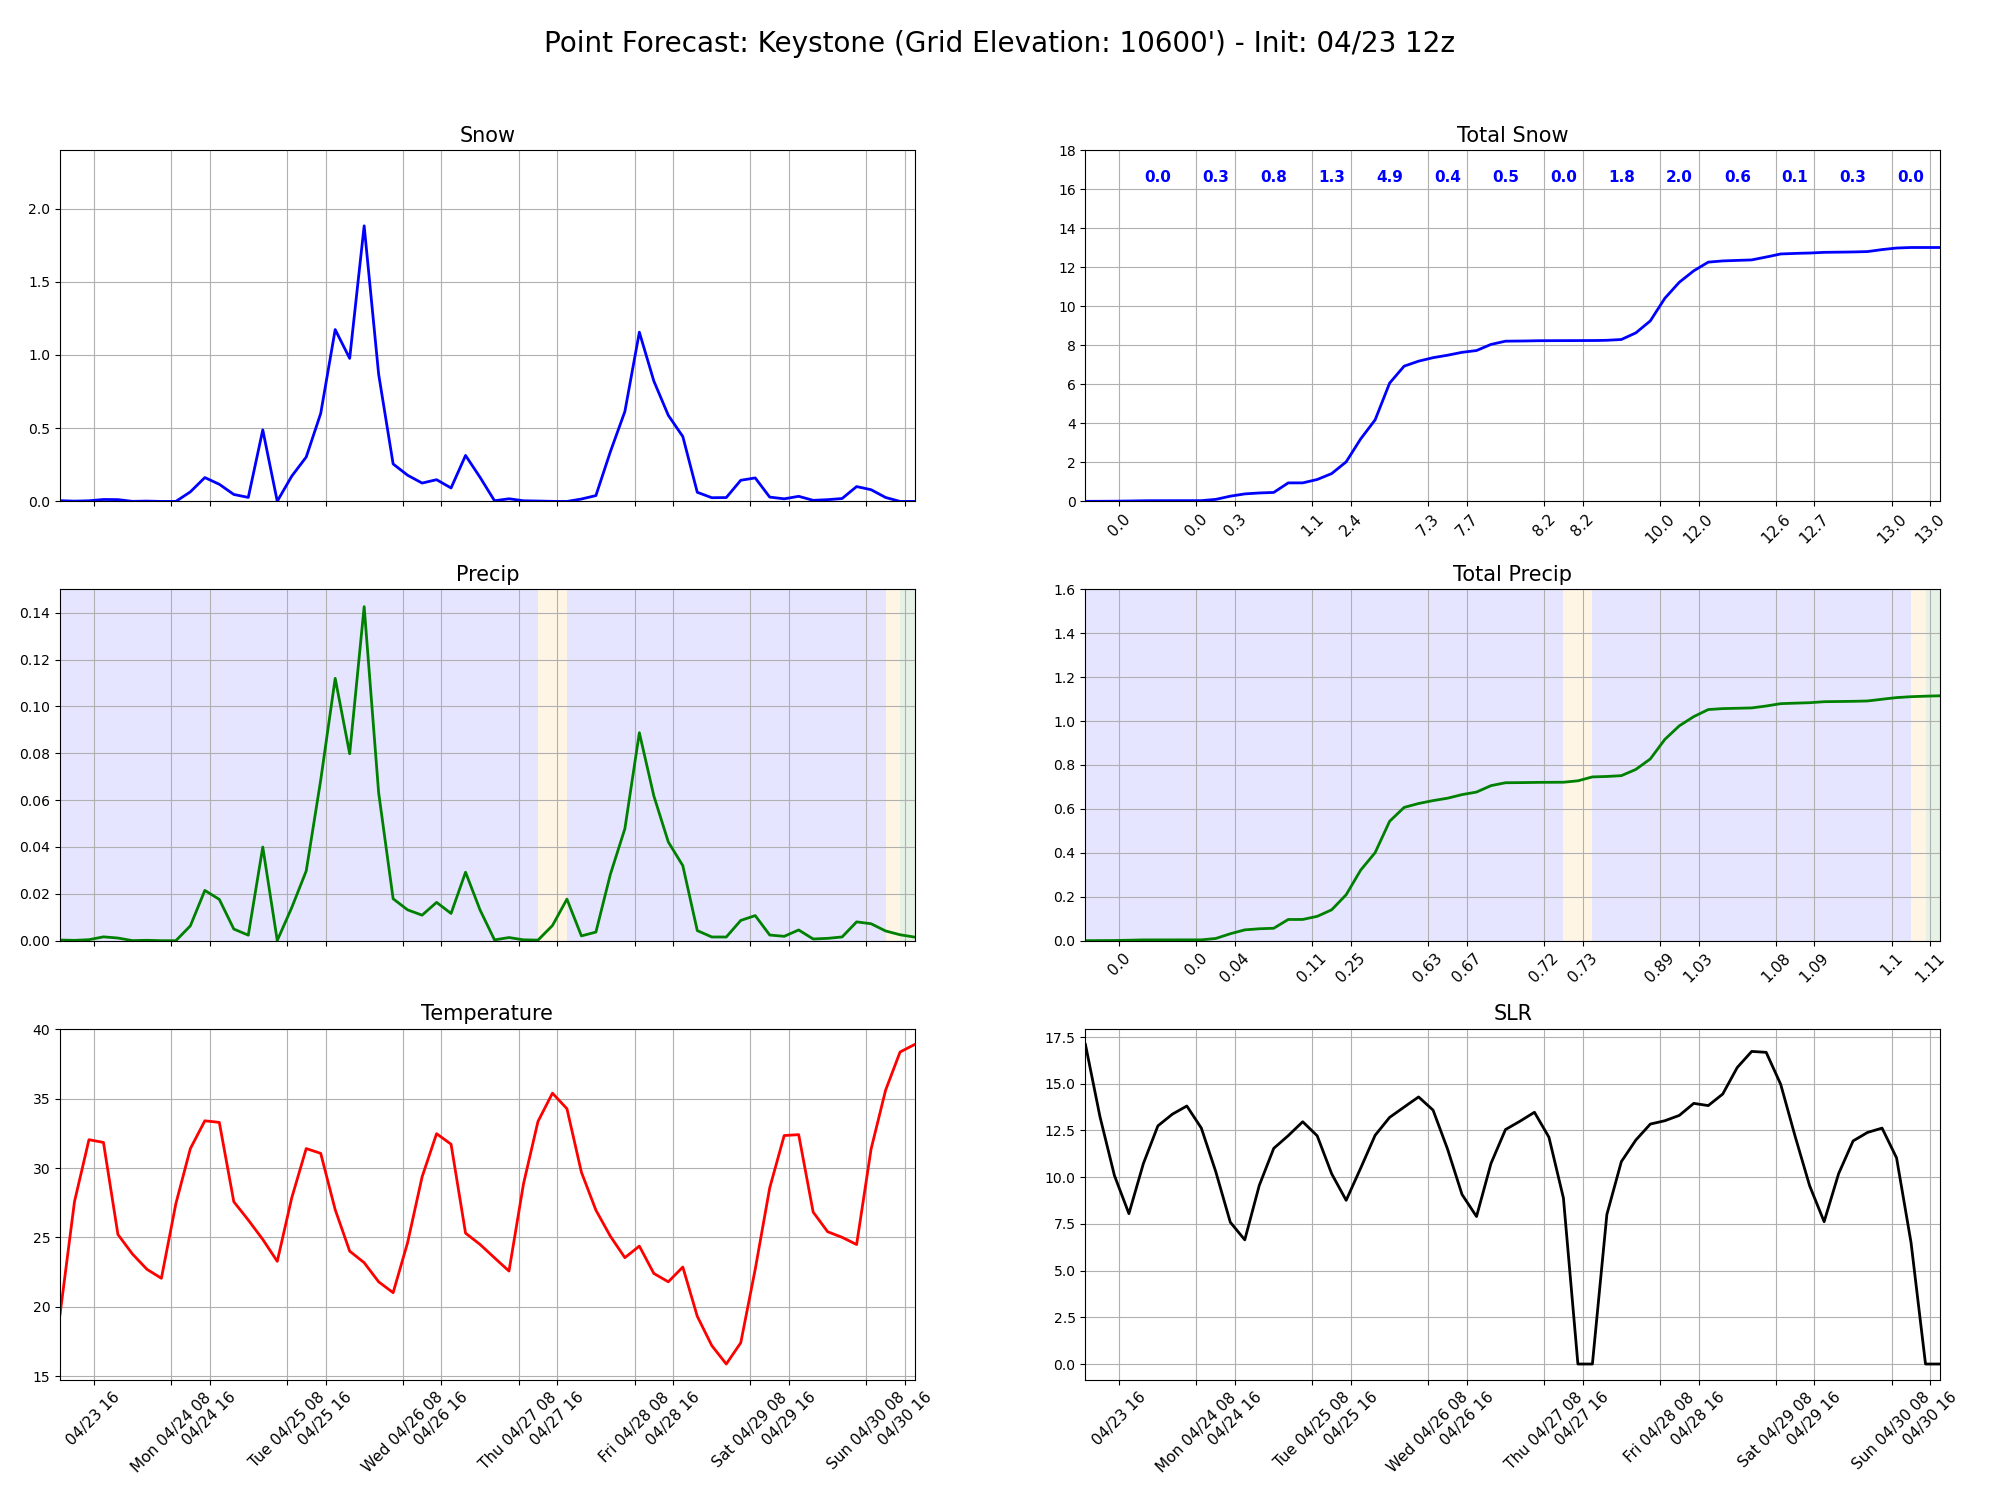 Point Forecast: Keystone (Grid Elevation: 10600') - Init: 04/23 12z
Snow
2.0
1.5
1.0
0.5
0.0
Total Snow
18
16
14
12
10
8
6
4
2
0
0.0 0.3 0.8 1.3 4.9 0.4 0.5 0.0 1.8 2.0 0.6 0.1 0.3 0.0
0.0 0.0 0.3 1.1 2.4 7.3 7.7 8.2 8.2 10.0 12.0 12.6 12.7 13.0 13.0
Precip
0.14
0.12
0.10
0.08
0.06
0.04
0.02
0.00
Total Precip
1.6
1.4
1.2
1.0
0.8
0.6
0.4
0.2
0.0
0.0 0.0 0.04 0.11 0.25 0.63 0.67 0.72 0.73 0.89 1.03 1.08 1.09 1.1 1.11
Temperature
40
35
30
25
20
15
04/23 16
Mon 04/24 08
04/24 16
Tue 04/25 08
04/25 16
Wed 04/26 08
04/26 16
Thu 04/27 08
04/27 16
Fri 04/28 08
04/28 16
Sat 04/29 08
04/29 16
Sun 04/30 08
04/30 16
SLR
17.5
15.0
12.5
10.0
7.5
5.0
2.5
0.0
04/23 16
Mon 04/24 08
04/24 16
Tue 04/25 08
04/25 16
Wed 04/26 08
04/26 16
Thu 04/27 08
04/27 16
Fri 04/28 08
04/28 16
Sat 04/29 08
04/29 16
Sun 04/30 08
04/30 16